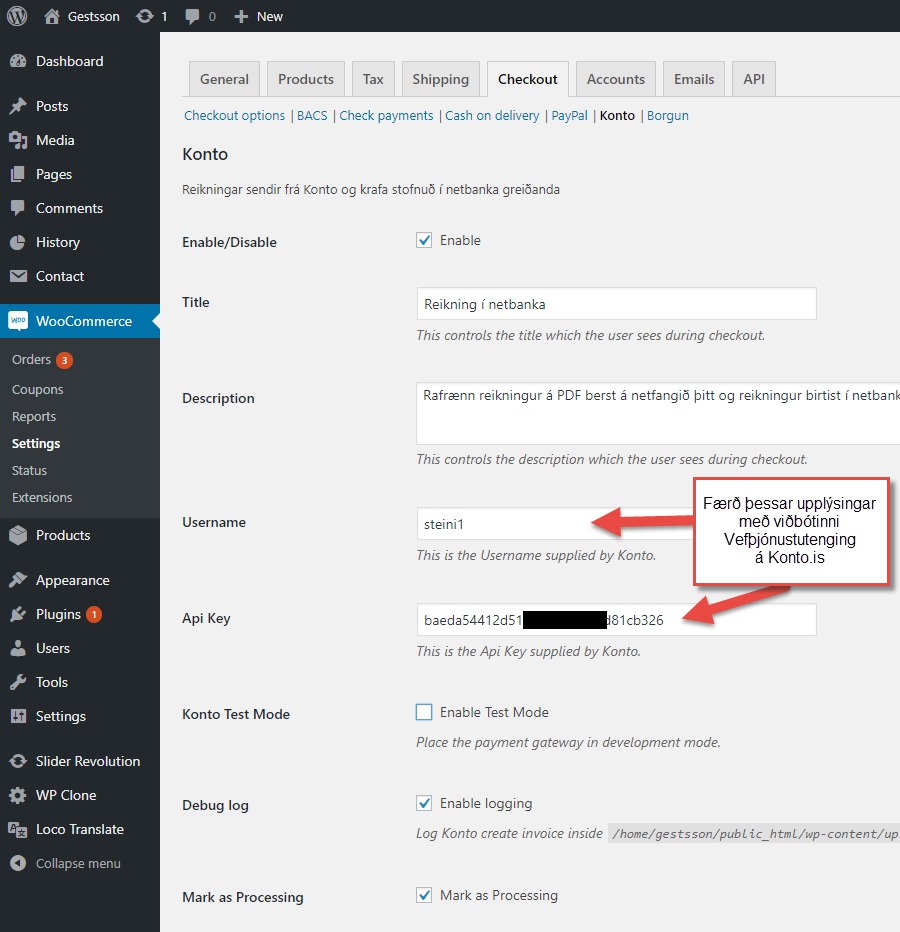 Gestsson 1 0 New
Dashboard
Posts
Media
Pages
Comments
History
Contact
WooCommerce
Orders 3
Coupons
Reports
Settings
Status
Extensions
Products
Appearance
Plugins 1
Users
Tools
Settings
Slider Revolution
WP Clone
Loco Translate
Collapse menu
General Products Tax Shipping Checkout Accounts Emails API
Checkout options | BACS | Check payments | Cash on delivery | PayPal | Konto | Borgun
Konto
Reikningar sendir frá Konto og krafa stofnuð í netbanka greiðanda
Enable/Disable
Enable
Title
Reikning í netbanka
This controls the title which the user sees during checkout.
Description
Rafrænn reikningur á PDF berst á netfangið þitt og reikningur birtist í netbank
This controls the description which the user sees during checkout.
Username
steini1
This is the Username supplied by Konto.
Færð þessar upplýsingar
með viðbótinni
Vefþjónustutenging
á Konto.is
Api Key
baeda54412d51 d81cb326
This is the Api Key supplied by Konto.
Konto Test Mode
Enable Test Mode
Place the payment gateway in development mode.
Debug log
Enable logging
Log Konto create invoice inside /home/gestsson/public_html/wp-content/up
Mark as Processing
Mark as Processing